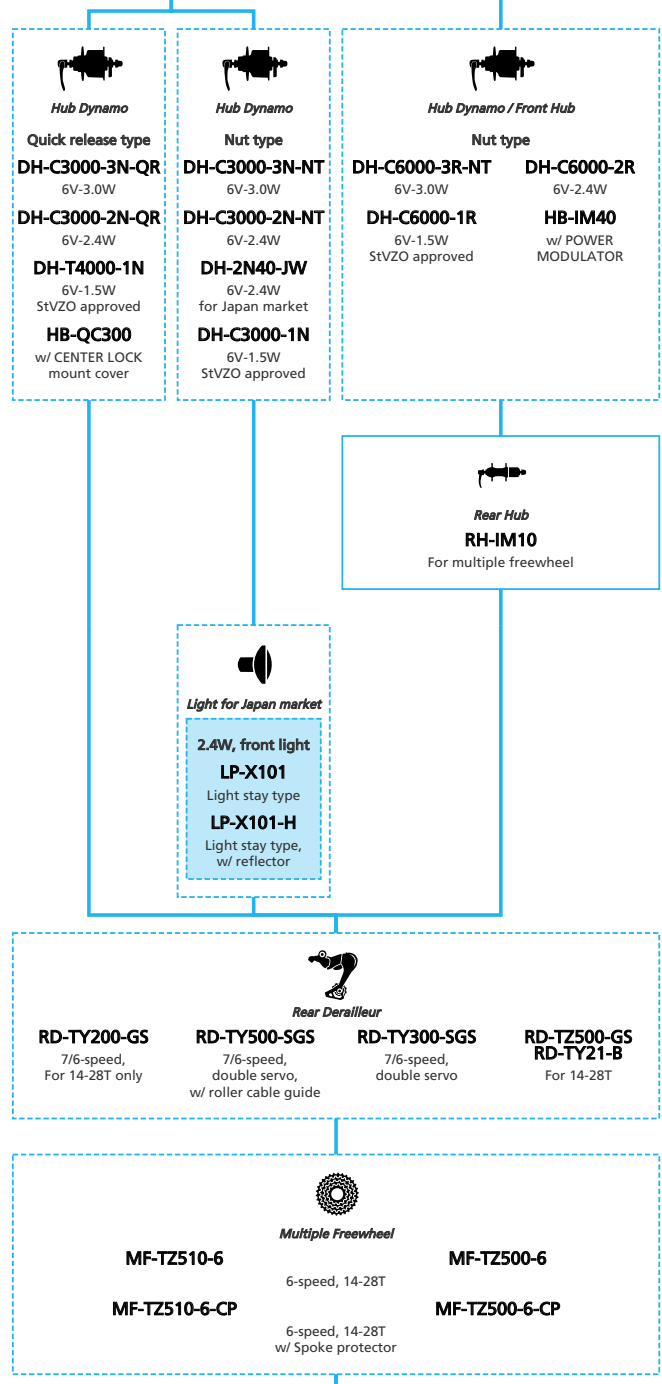 Hub Dynamo
Quick release type
DH-C3000-3N-QR
6V-3.0W
DH-C3000-2N-QR
6V-2.4W
DH-T4000-1N
6V-1.5W
StVZO approved
HB-QC300
w/ CENTER LOCK
mount cover
Hub Dynamo
Nut type
DH-C3000-3N-NT
6V-3.0W
DH-C3000-2N-NT
6V-2.4W
DH-2N40-JW
6V-2.4W
for Japan market
DH-C3000-1N
6V-1.5W
StVZO approved
Hub Dynamo / Front Hub
Nut type
DH-C6000-3R-NT
6V-3.0W
DH-C6000-1R
6V-1.5W
StVZO approved
DH-C6000-2R
6V-2.4W
HB-IM40
w/ POWER
MODULATOR
Rear Hub
RH-IM10
For multiple freewheel
Light for Japan market
2.4W, front light
LP-X101
Light stay type
LP-X101-H
Light stay type,
w/ reflector
Rear Derailleur
RD-TY200-GS
7/6-speed,
For 14-28T only
RD-TY500-SGS
7/6-speed,
double servo,
w/ roller cable guide
RD-TY300-SGS
7/6-speed,
double servo
RD-TZ500-GS
RD-TY21-B
For 14-28T
Multiple Freewheel
MF-TZ510-6
MF-TZ500-6
6-speed, 14-28T
MF-TZ510-6-CP
MF-TZ500-6-CP
6-speed, 14-28T
w/ Spoke protector